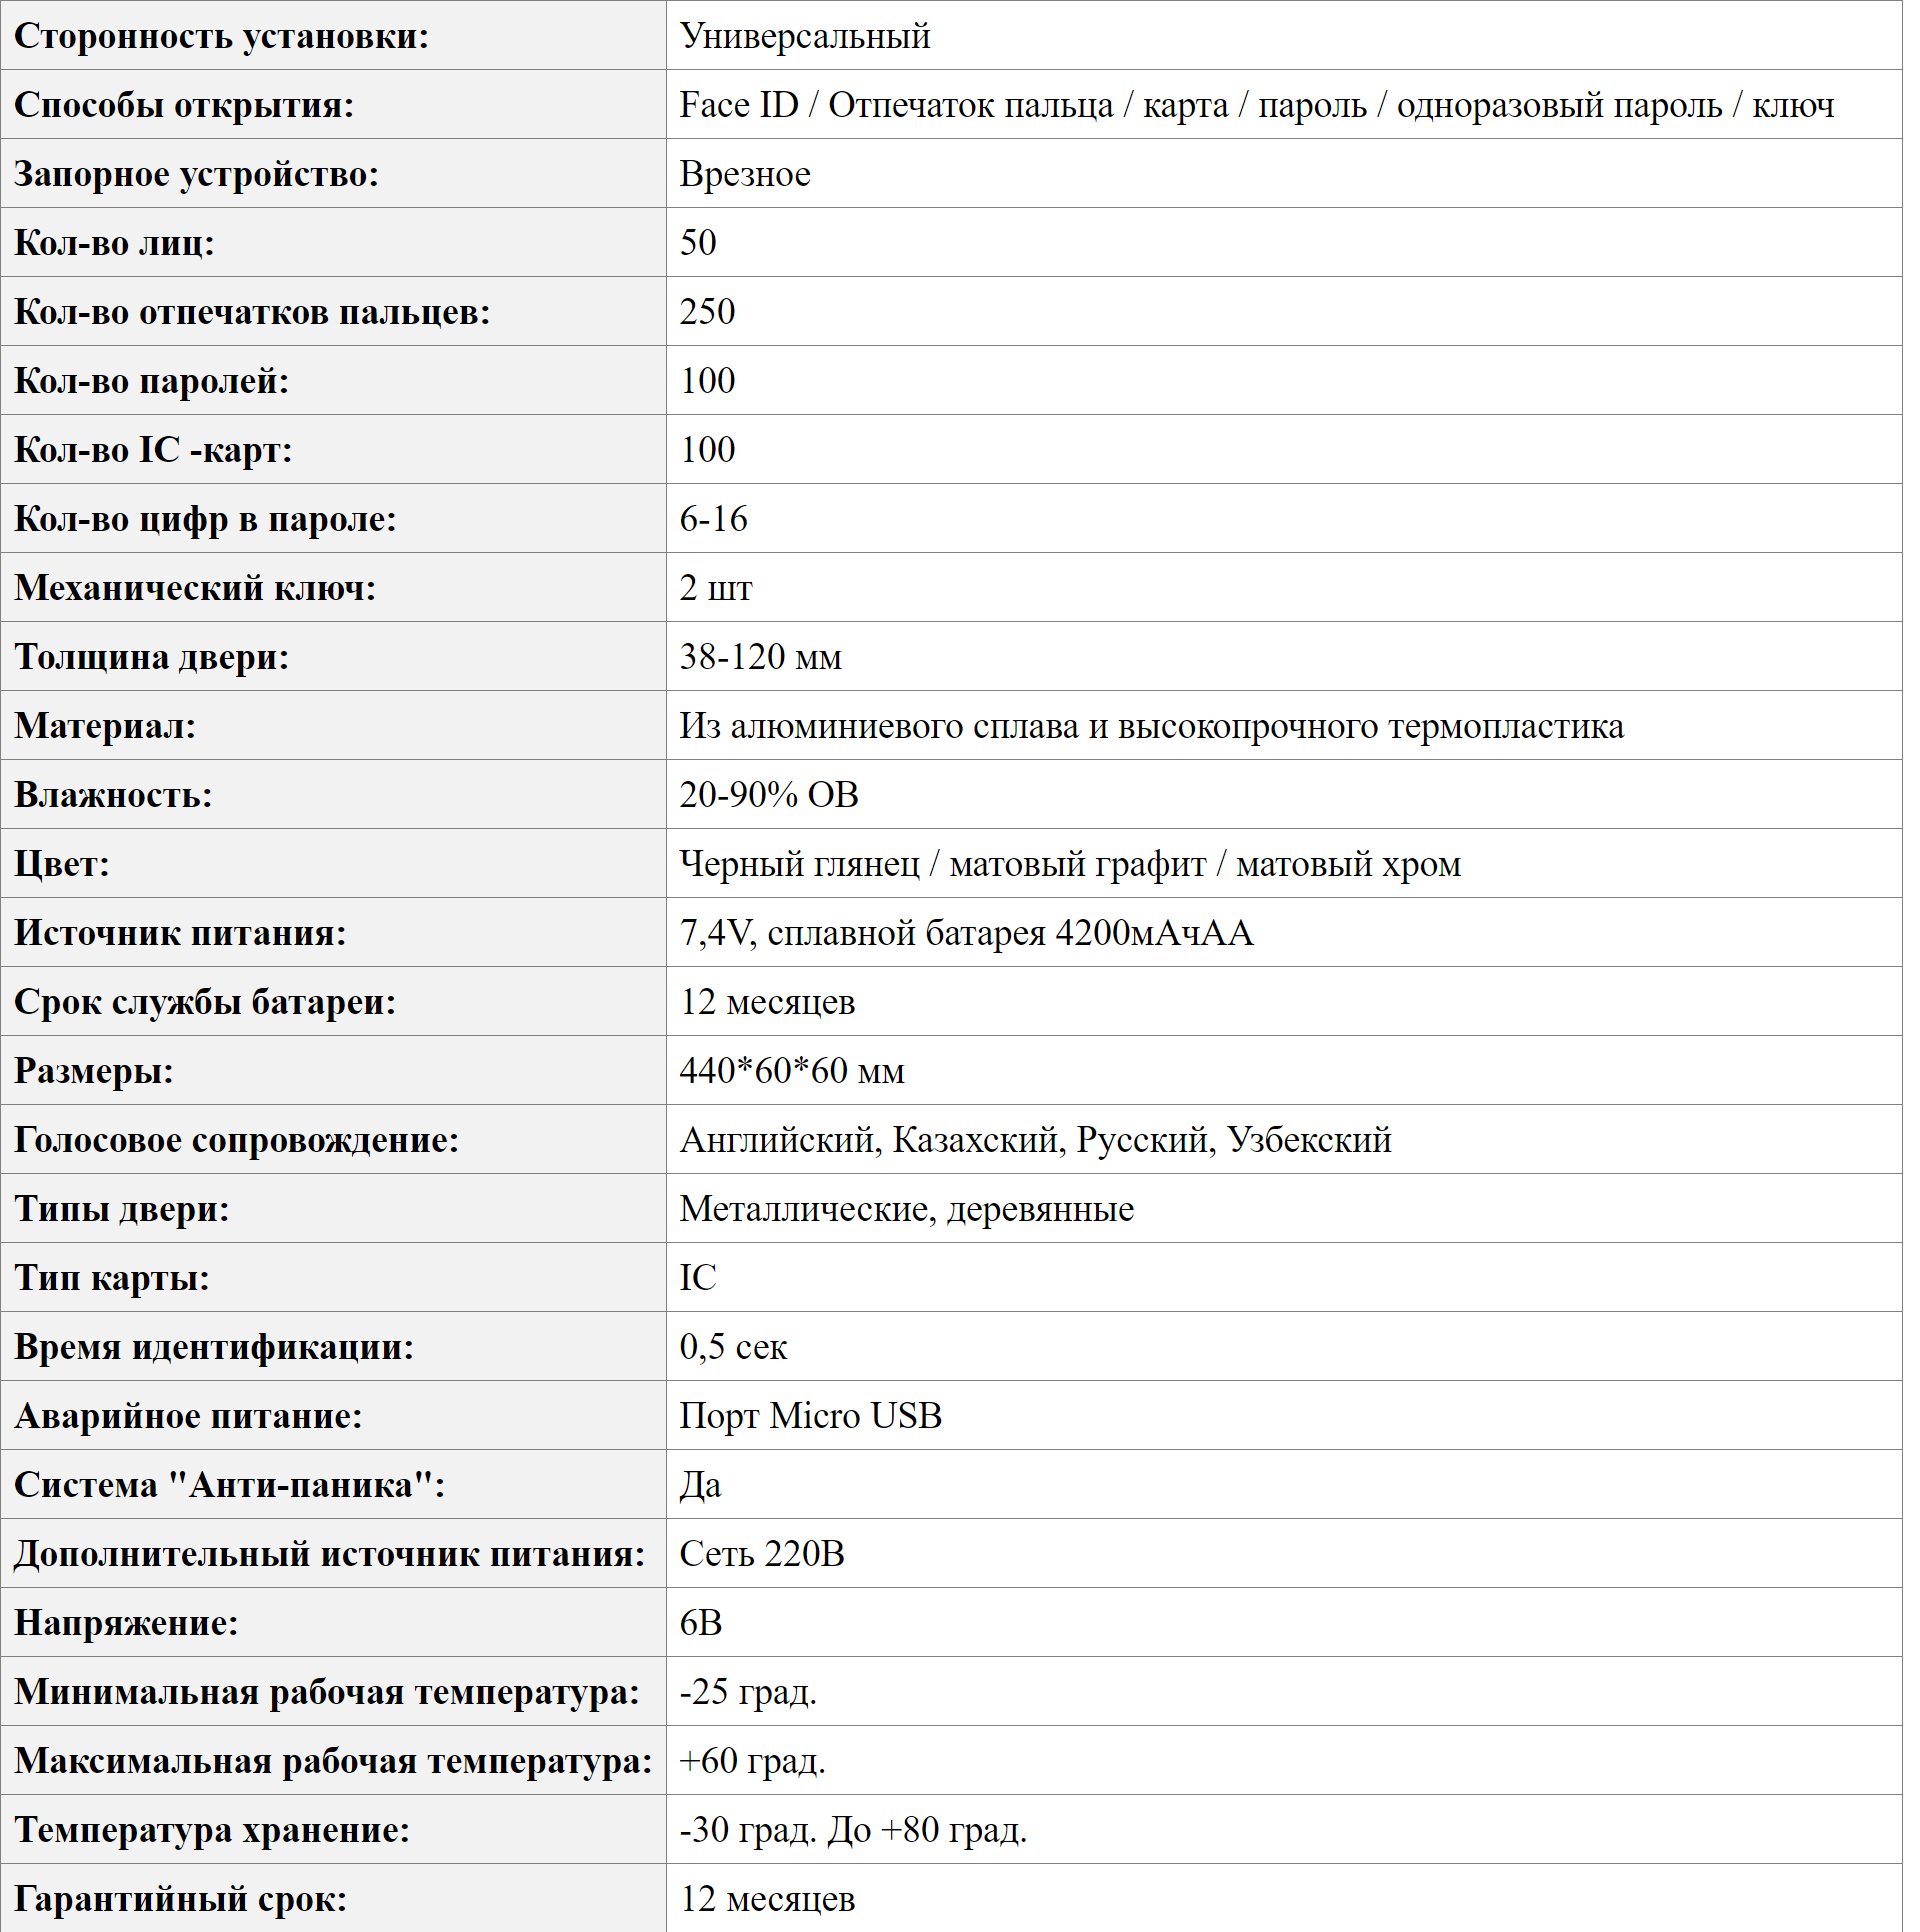 Сторонность установки: Универсальный
Способы открытия: Face ID / Отпечаток пальца / карта / пароль / одноразовый пароль / ключ
Запорное устройство: Врезное
Кол-во лиц: 50
Кол-во отпечатков пальцев: 250
Кол-во паролей: 100
Кол-во IC -карт: 100
Кол-во цифр в пароле: 6-16
Механический ключ: 2 шт
Толщина двери: 38-120 мм
Материал: Из алюминиевого сплава и высокопрочного термопластика
Влажность: 20-90% ОВ
Цвет: Черный глянец / матовый графит / матовый хром
Источник питания: 7,4V, сплавной батарея 4200мАчАА
Срок службы батареи: 12 месяцев
Размеры: 440*60*60 мм
Голосовое сопровождение: Английский, Казахский, Русский, Узбекский
Типы двери: Металлические, деревянные
Тип карты: IC
Время идентификации: 0,5 сек
Аварийное питание: Порт Micro USB
Система "Анти-паника": Да
Дополнительный источник питания: Сеть 220В
Напряжение: 6В
Минимальная рабочая температура: -25 град.
Максимальная рабочая температура: +60 град.
Температура хранение: -30 град. До +80 град.
Гарантийный срок: 12 месяцев